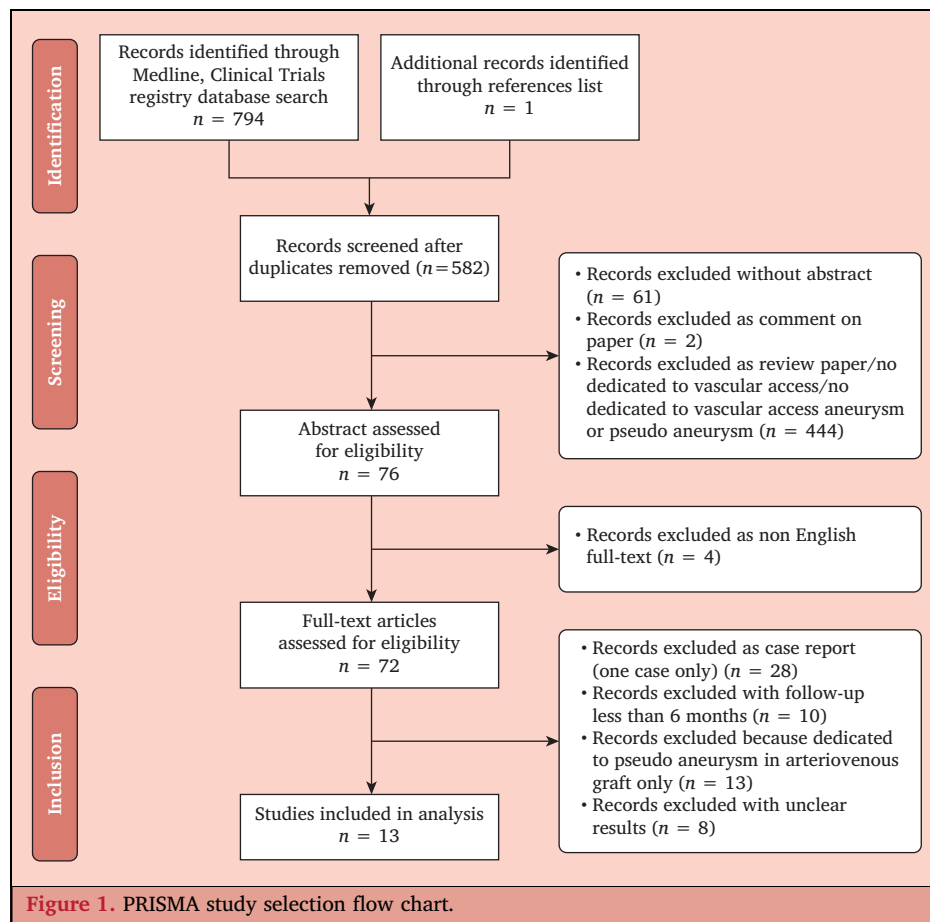 Identification
Records identified through
Medline, Clinical Trials
registry database search
n = 794
Additional records identified
through references list
n = 1
Records screened after
duplicates removed (n=582)
Screening
• Records excluded without abstract
(n = 61)
• Records excluded as comment on
paper (n = 2)
• Records excluded as review paper/no
dedicated to vascular access/no
dedicated to vascular access aneurysm
or pseudo aneurysm (n = 444)
Abstract assessed
for eligibility
n = 76
Eligibility
• Records excluded as non English
full-text (n = 4)
Full-text articles
assessed for eligibility
n = 72
Inclusion
• Records excluded as case report
(one case only) (n = 28)
• Records excluded with follow-up
less than 6 months (n = 10)
• Records excluded because dedicated
to pseudo aneurysm in arteriovenous
graft only (n = 13)
• Records excluded with unclear
results (n = 8)
Studies included in analysis
n = 13
Figure 1. PRISMA study selection flow chart.